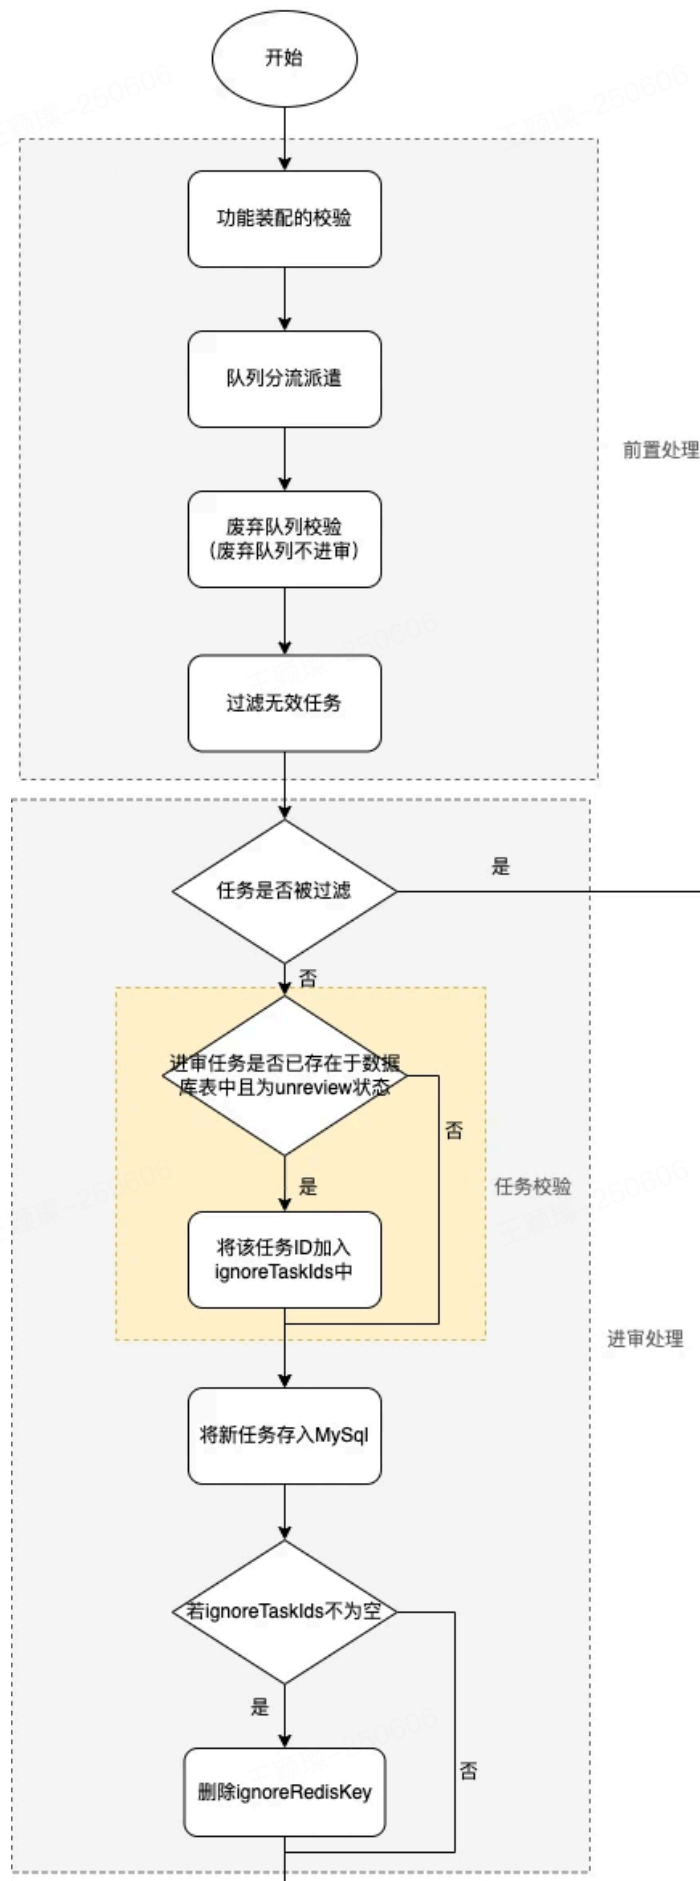 开始
功能装配的校验
队列分流派遣
前置处理
废弃队列校验
（废弃队列不进审）
过滤无效任务
任务是否被过滤
是
否
进审任务是否已存在于数据
库表中且为unreview状态
否
是
任务校验
将该任务ID加入
ignoreTaskIds中
进审处理
将新任务存入MySql
若ignoreTaskIds不为空
是
否
删除ignoreRedisKey